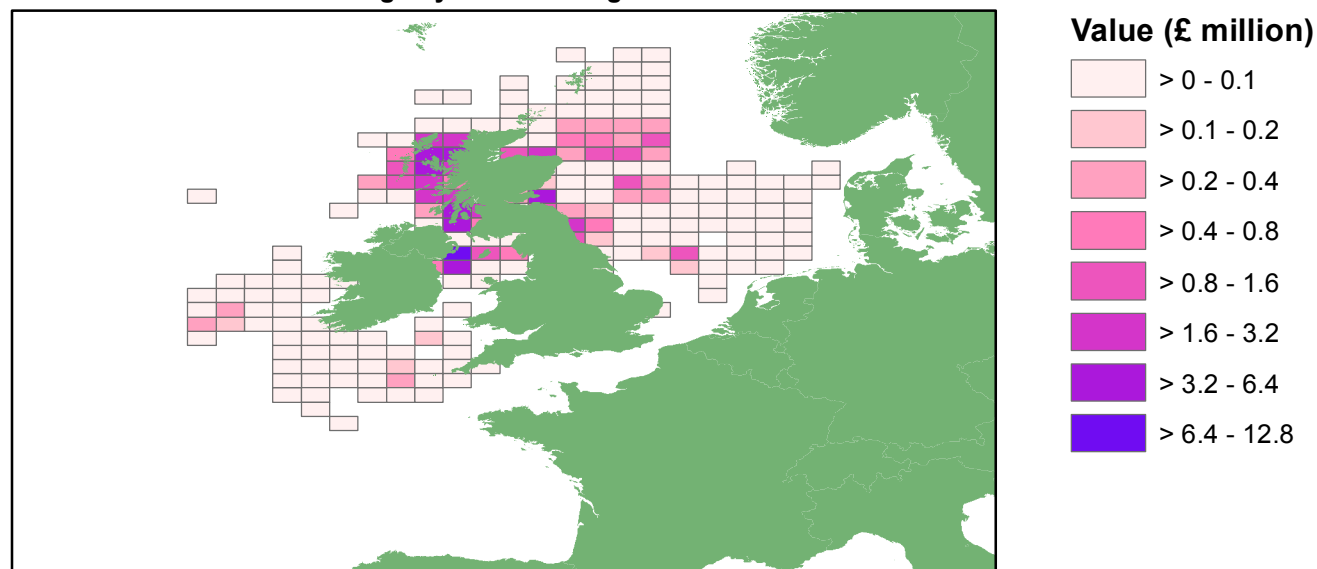 Value (£ million)
> 0 - 0.1
> 0.1 - 0.2
> 0.2 - 0.4
> 0.4 - 0.8
> 0.8 - 1.6
> 1.6 - 3.2
> 3.2 - 6.4
> 6.4 - 12.8